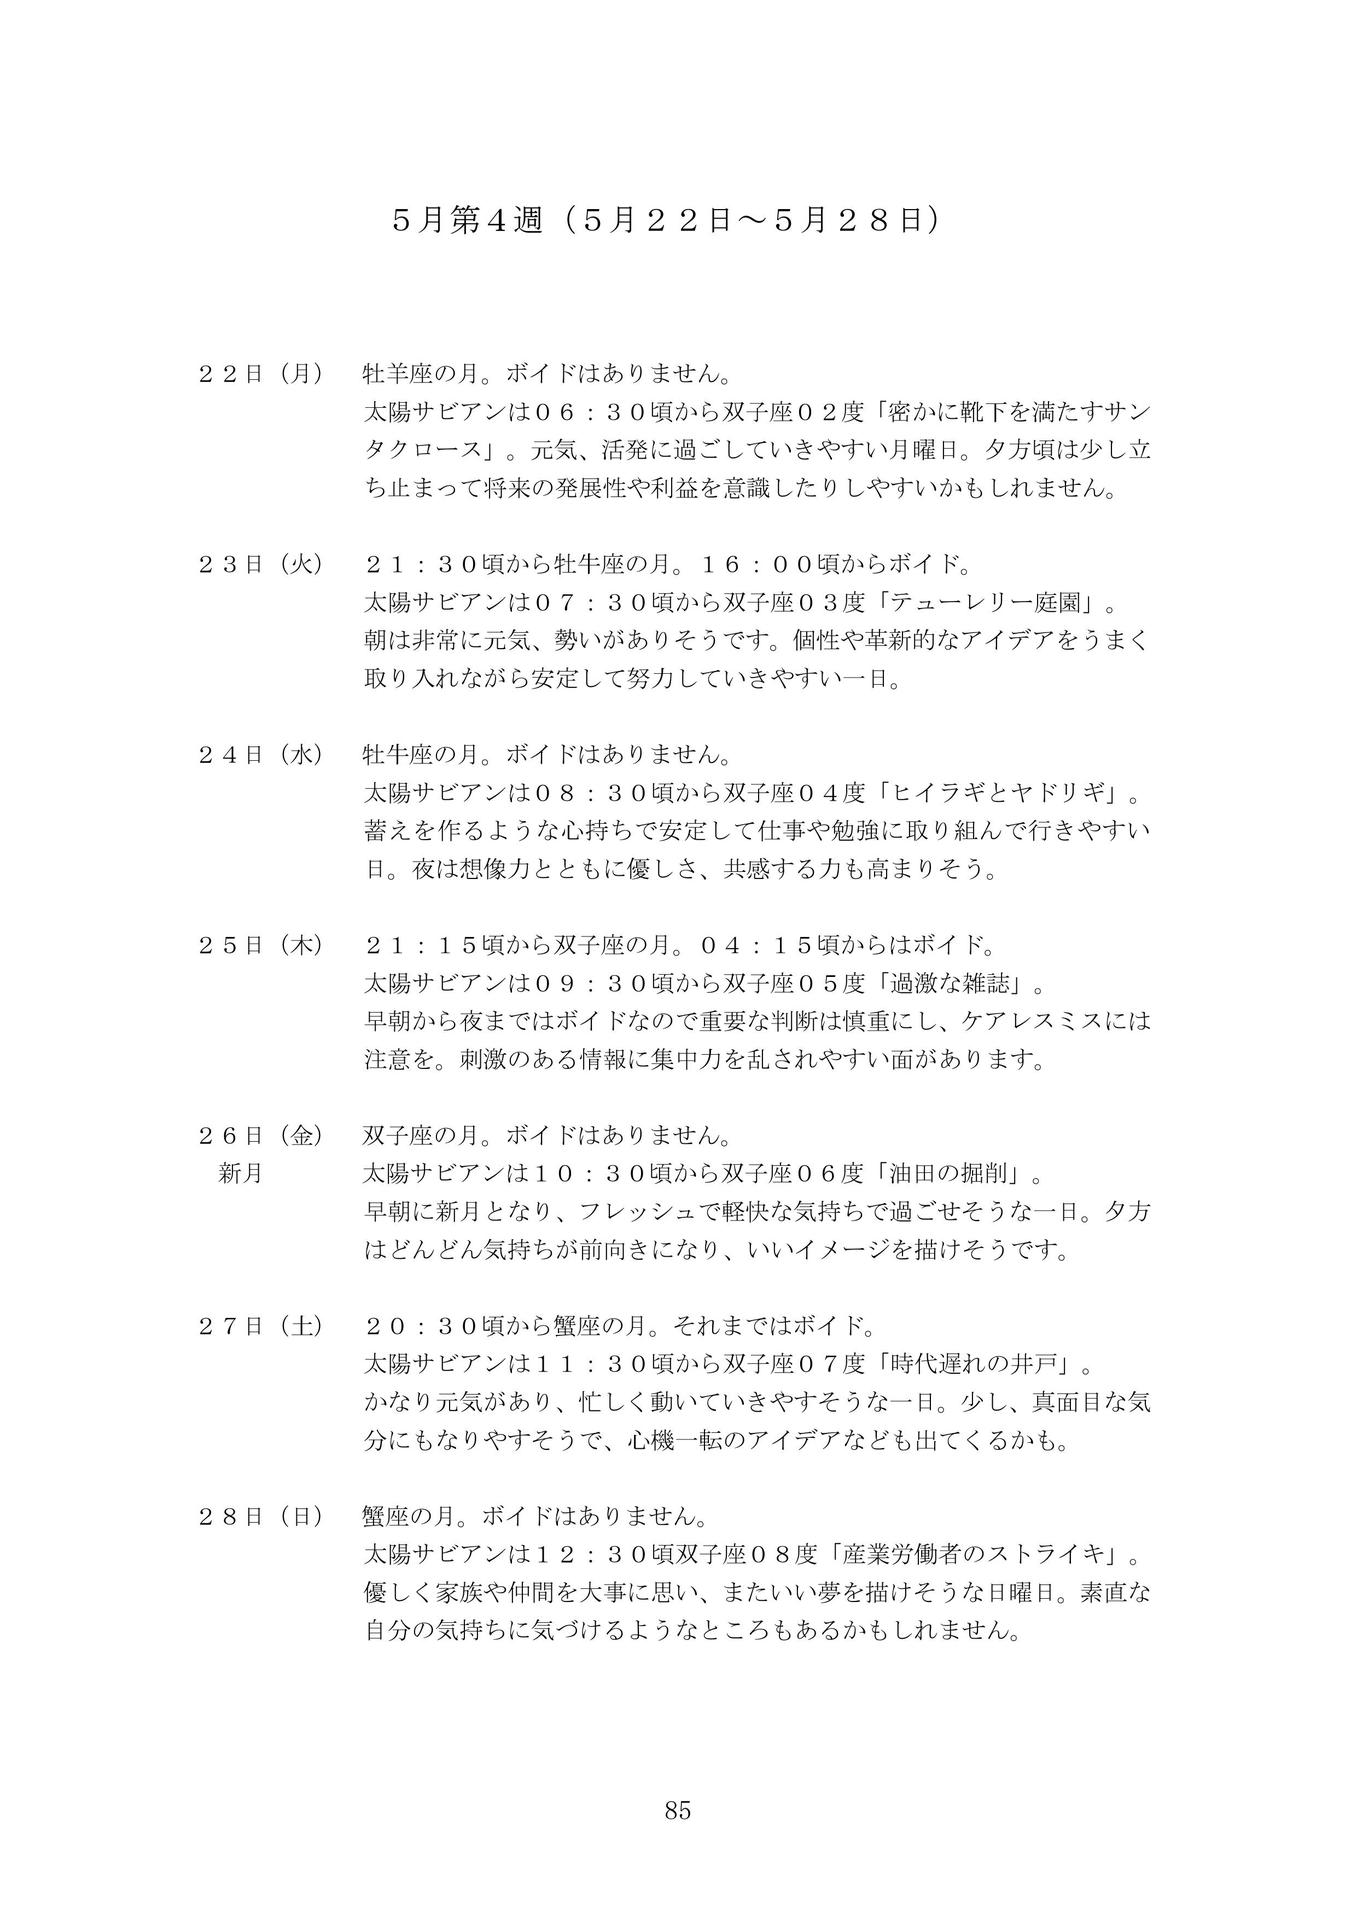 ５月第４週（５月２２日～５月２８日）
２２日（月）　牡羊座の月。ボイドはありません。
太陽サビアンは０６：３０頃から双子座０２度「密かに靴下を満たすサン
タクロース」。元気、活発に過ごしていきやすい月曜日。夕方頃は少し立
ち止まって将来の発展性や利益を意識したりしやすいかもしれません。
２３日（火）　２１：３０頃から牡牛座の月。１６：００頃からボイド。
太陽サビアンは０７：３０頃から双子座０３度「テューレリー庭園」。
朝は非常に元気、勢いがありそうです。個性や革新的なアイデアをうまく
取り入れながら安定して努力していきやすい一日。
２４日（水）　牡牛座の月。ボイドはありません。
太陽サビアンは０８：３０頃から双子座０４度「ヒイラギとヤドリギ」。
蓄えを作るような心持ちで安定して仕事や勉強に取り組んで行きやすい
日。夜は想像力とともに優しさ、共感する力も高まりそう。
２５日（木）　２１：１５頃から双子座の月。０４：１５頃からはボイド。
太陽サビアンは０９：３０頃から双子座０５度「過激な雑誌」。
早朝から夜まではボイドなので重要な判断は慎重にし、ケアレスミスには
注意を。刺激のある情報に集中力を乱されやすい面があります。
２６日（金）　双子座の月。ボイドはありません。
新月　太陽サビアンは１０：３０頃から双子座０６度「油田の掘削」。
早朝に新月となり、フレッシュで軽快な気持ちで過ごせそうな一日。夕方
はどんどん気持ちが前向きになり、いいイメージを描けそうです。
２７日（土）　２０：３０頃から蟹座の月。それまではボイド。
太陽サビアンは１１：３０頃から双子座０７度「時代遅れの井戸」。
かなり元気があり、忙しく動いていきやすそうな一日。少し、真面目な気
分にもなりやすそうで、心機一転のアイデアなども出てくるかも。
２８日（日）　蟹座の月。ボイドはありません。
太陽サビアンは１２：３０頃双子座０８度「産業労働者のストライキ」。
優しく家族や仲間を大事に思い、またいい夢を描けそうな日曜日。素直な
自分の気持ちに気づけるようなところもあるかもしれません。
85